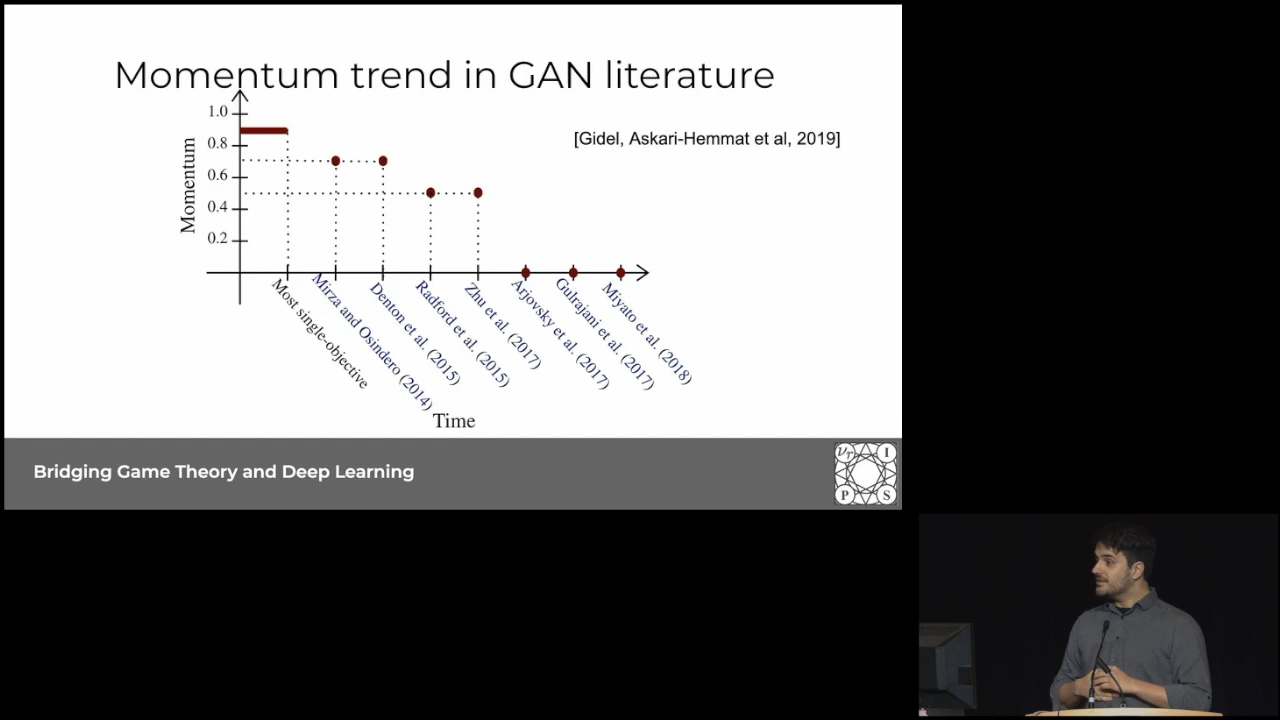 Momentum trend in GAN literature
[Gidel, Askari-Hemmat et al, 2019]
Momentum
1.0
0.8
0.6
0.4
0.2
Most single-objective
Mirza and Osindero (2014)
Denton et al. (2015)
Radford et al. (2015)
Zhu et al. (2017)
Arjovsky et al. (2017)
Gulrajani et al. (2017)
Miyato et al. (2018)
Time
Bridging Game Theory and Deep Learning
νr I
P S